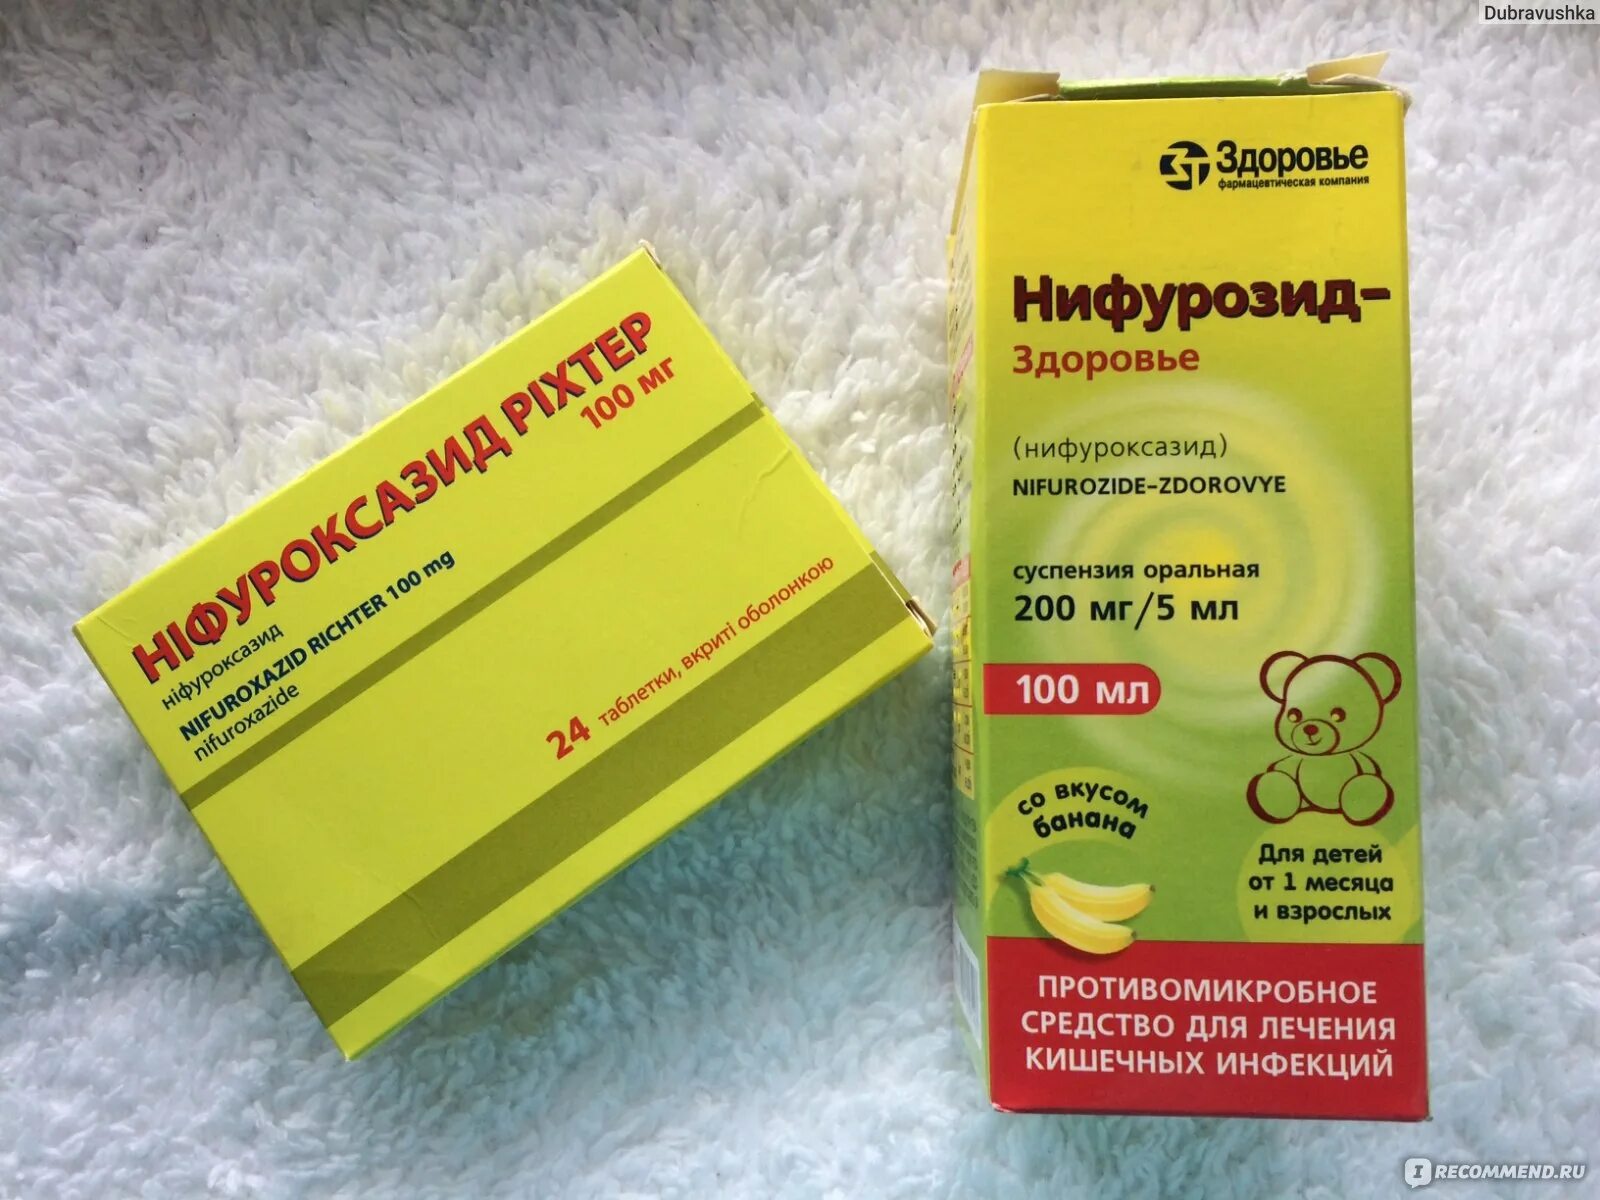 Dubravushka
НІФУРОКСАЗИД РІХТЕР
100 мг
ніфуроксазид
NIFUROXAZID RICHTER 100 mg
nifuroxazide
24 таблетки, вкриті оболонкою
ЗТ Здоровье
фармацевтическая компания
Нифурозид-
Здоровье
(нифуроксазид)
NIFUROZIDE-ZDOROVYE
суспензия оральная
200 мг/5 мл
100 мл
со вкусом
банана
Для детей
от 1 месяца
и взрослых
ПРОТИВОМИКРОБНОЕ
СРЕДСТВО ДЛЯ ЛЕЧЕНИЯ
КИШЕЧНЫХ ИНФЕКЦИЙ
IRECOMMEND.RU